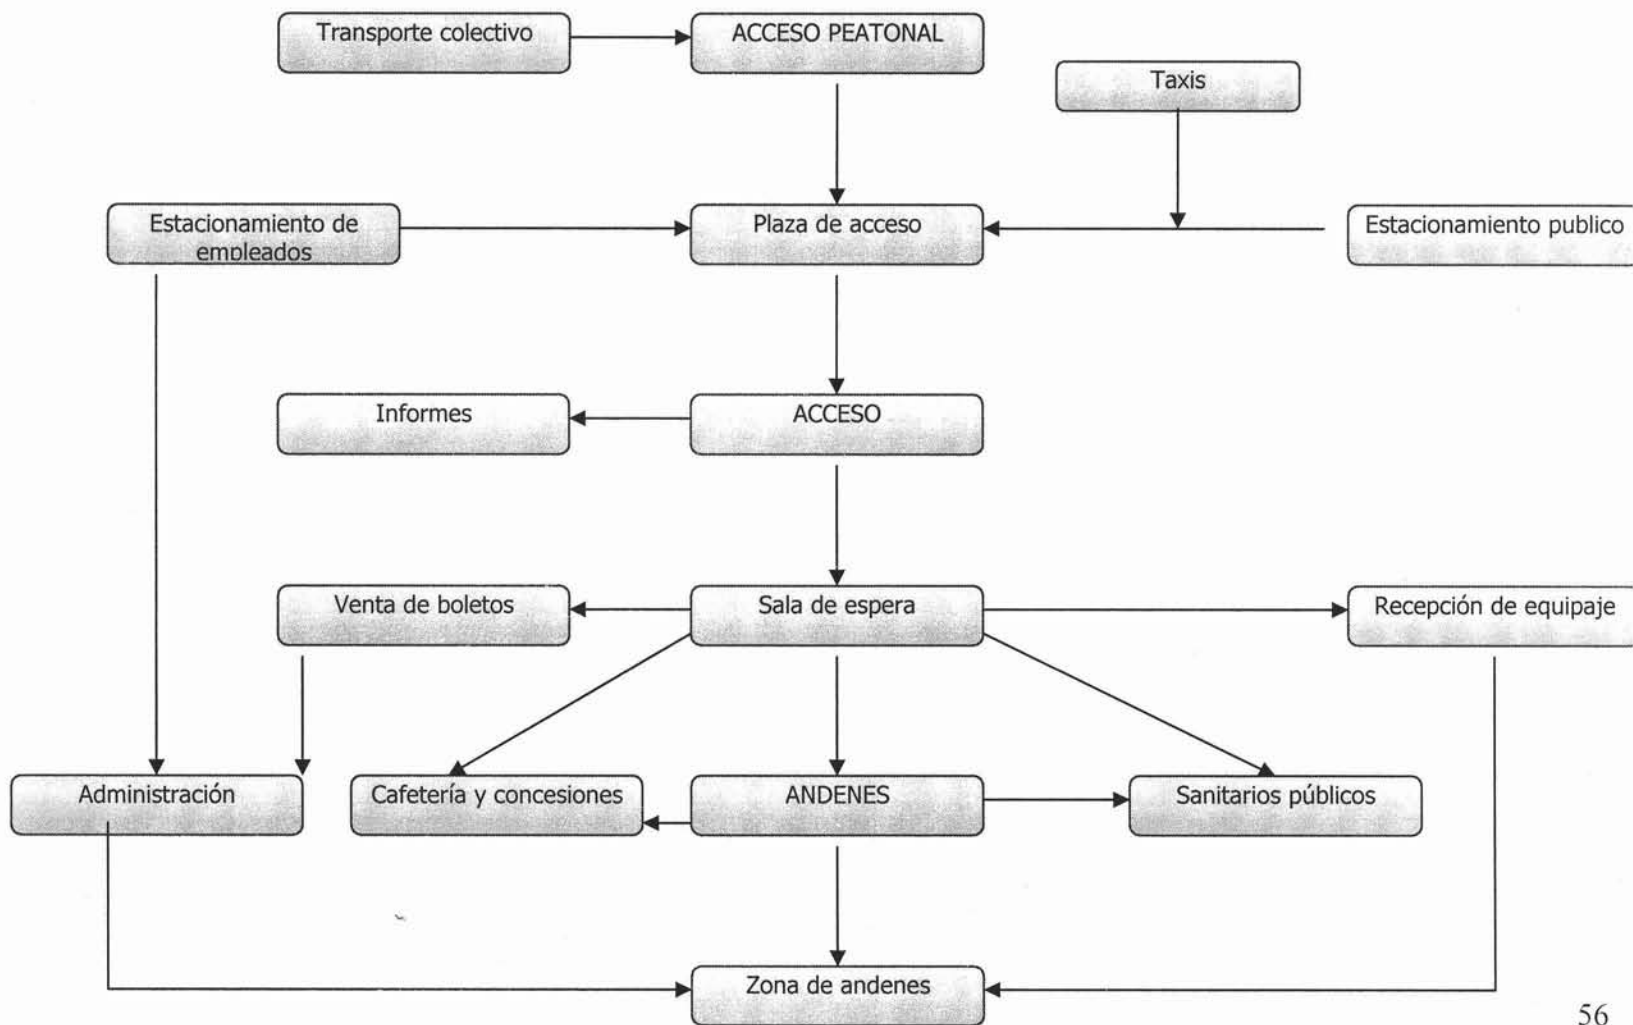 Transporte colectivo
ACCESO PEATONAL
Taxis
Estacionamiento de
empleados
Plaza de acceso
Estacionamiento publico
Informes
ACCESO
Venta de boletos
Sala de espera
Recepción de equipaje
Administración
Cafetería y concesiones
ANDENES
Sanitarios públicos
Zona de andenes
56